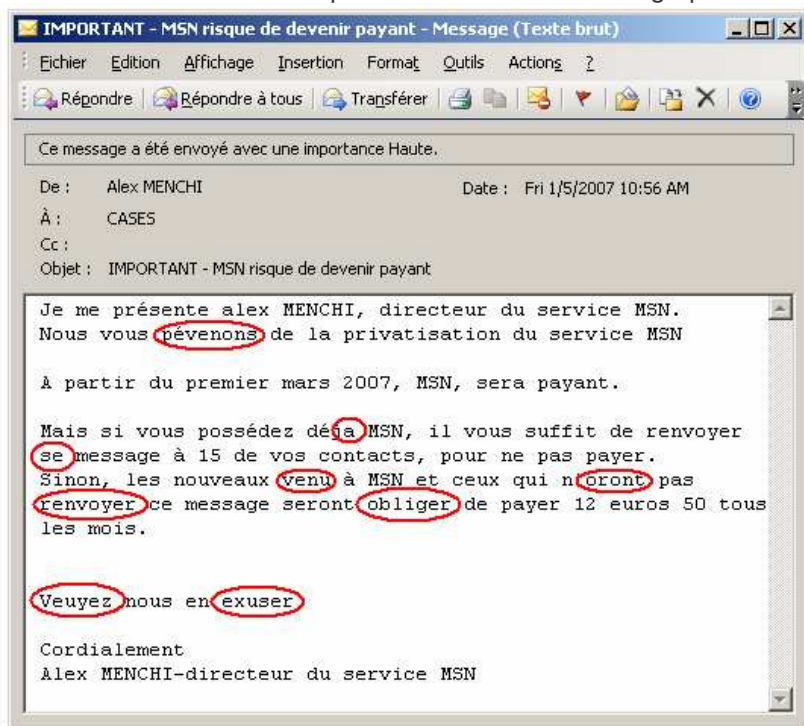 IMPORTANT - MSN risque de devenir payant - Message (Texte brut)
Fichier Edition Affichage Insertion Format Outils Actions ?
Répondre Répondre à tous Transférer
Ce message a été envoyé avec une importance Haute.
De : Alex MENCHI Date : Fri 1/5/2007 10:56 AM
À : CASES
Cc :
Objet : IMPORTANT - MSN risque de devenir payant
Je me présente alex MENCHI, directeur du service MSN.
Nous vous pévenons de la privatisation du service MSN
A partir du premier mars 2007, MSN, sera payant.
Mais si vous possédez déja MSN, il vous suffit de renvoyer
se message à 15 de vos contacts, pour ne pas payer.
Sinon, les nouveaux venu à MSN et ceux qui n'oront pas
renvoyer ce message seront obliger de payer 12 euros 50 tous
les mois.
Veuyez nous en exuser
Cordialement
Alex MENCHI-directeur du service MSN